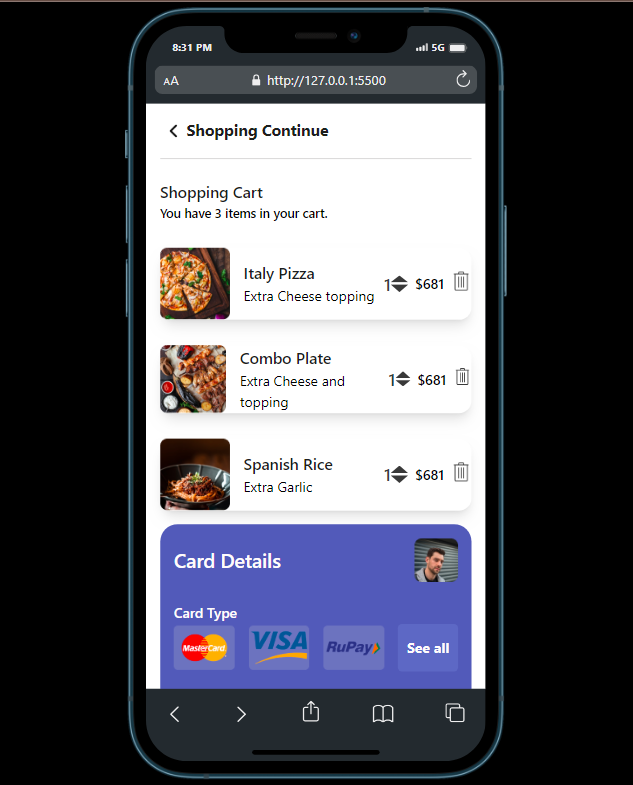 8:31 PM
5G
AA
http://127.0.0.1:5500
Shopping Continue
Shopping Cart
You have 3 items in your cart.
Italy Pizza
Extra Cheese topping
1
$681
Combo Plate
Extra Cheese and
topping
1
$681
Spanish Rice
Extra Garlic
1
$681
Card Details
Card Type
MasterCard
VISA
RuPay
See all